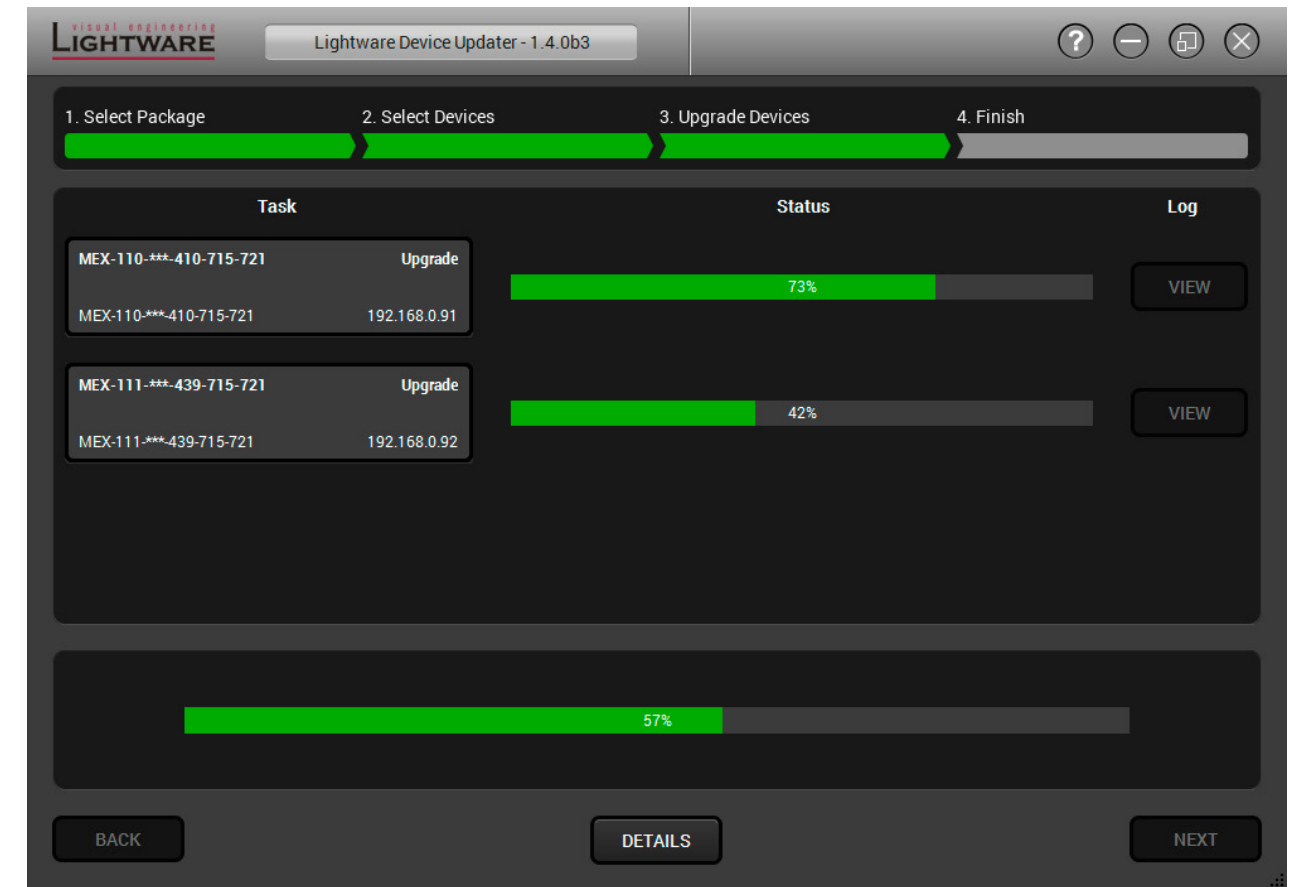 visual engineering
LIGHTWARE
Lightware Device Updater - 1.4.0b3
?
1. Select Package 2. Select Devices 3. Upgrade Devices 4. Finish
Task Status Log
MEX-110-***-410-715-721 Upgrade
73% VIEW
MEX-110-***-410-715-721 192.168.0.91
MEX-111-***-439-715-721 Upgrade
42% VIEW
MEX-111-***-439-715-721 192.168.0.92
57%
BACK DETAILS NEXT